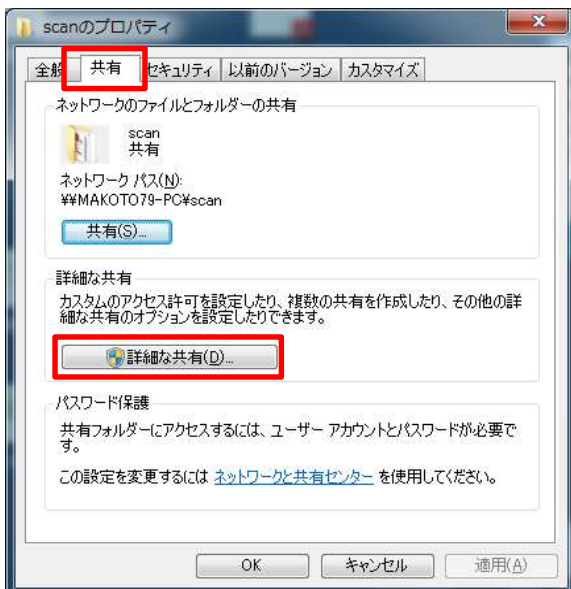 scanのプロパティ
全般
共有
セキュリティ
以前のバージョン
カスタマイズ
ネットワークのファイルとフォルダーの共有
scan
共有
ネットワーク パス(N):
¥¥MAKOTO79-PC¥scan
共有(S)...
詳細な共有
カスタムのアクセス許可を設定したり、複数の共有を作成したり、その他の詳
細な共有のオプションを設定したりできます。
詳細な共有(D)...
パスワード保護
共有フォルダーにアクセスするには、ユーザー アカウントとパスワードが必要で
す。
この設定を変更するには ネットワークと共有センター を使用してください。
OK
キャンセル
適用(A)